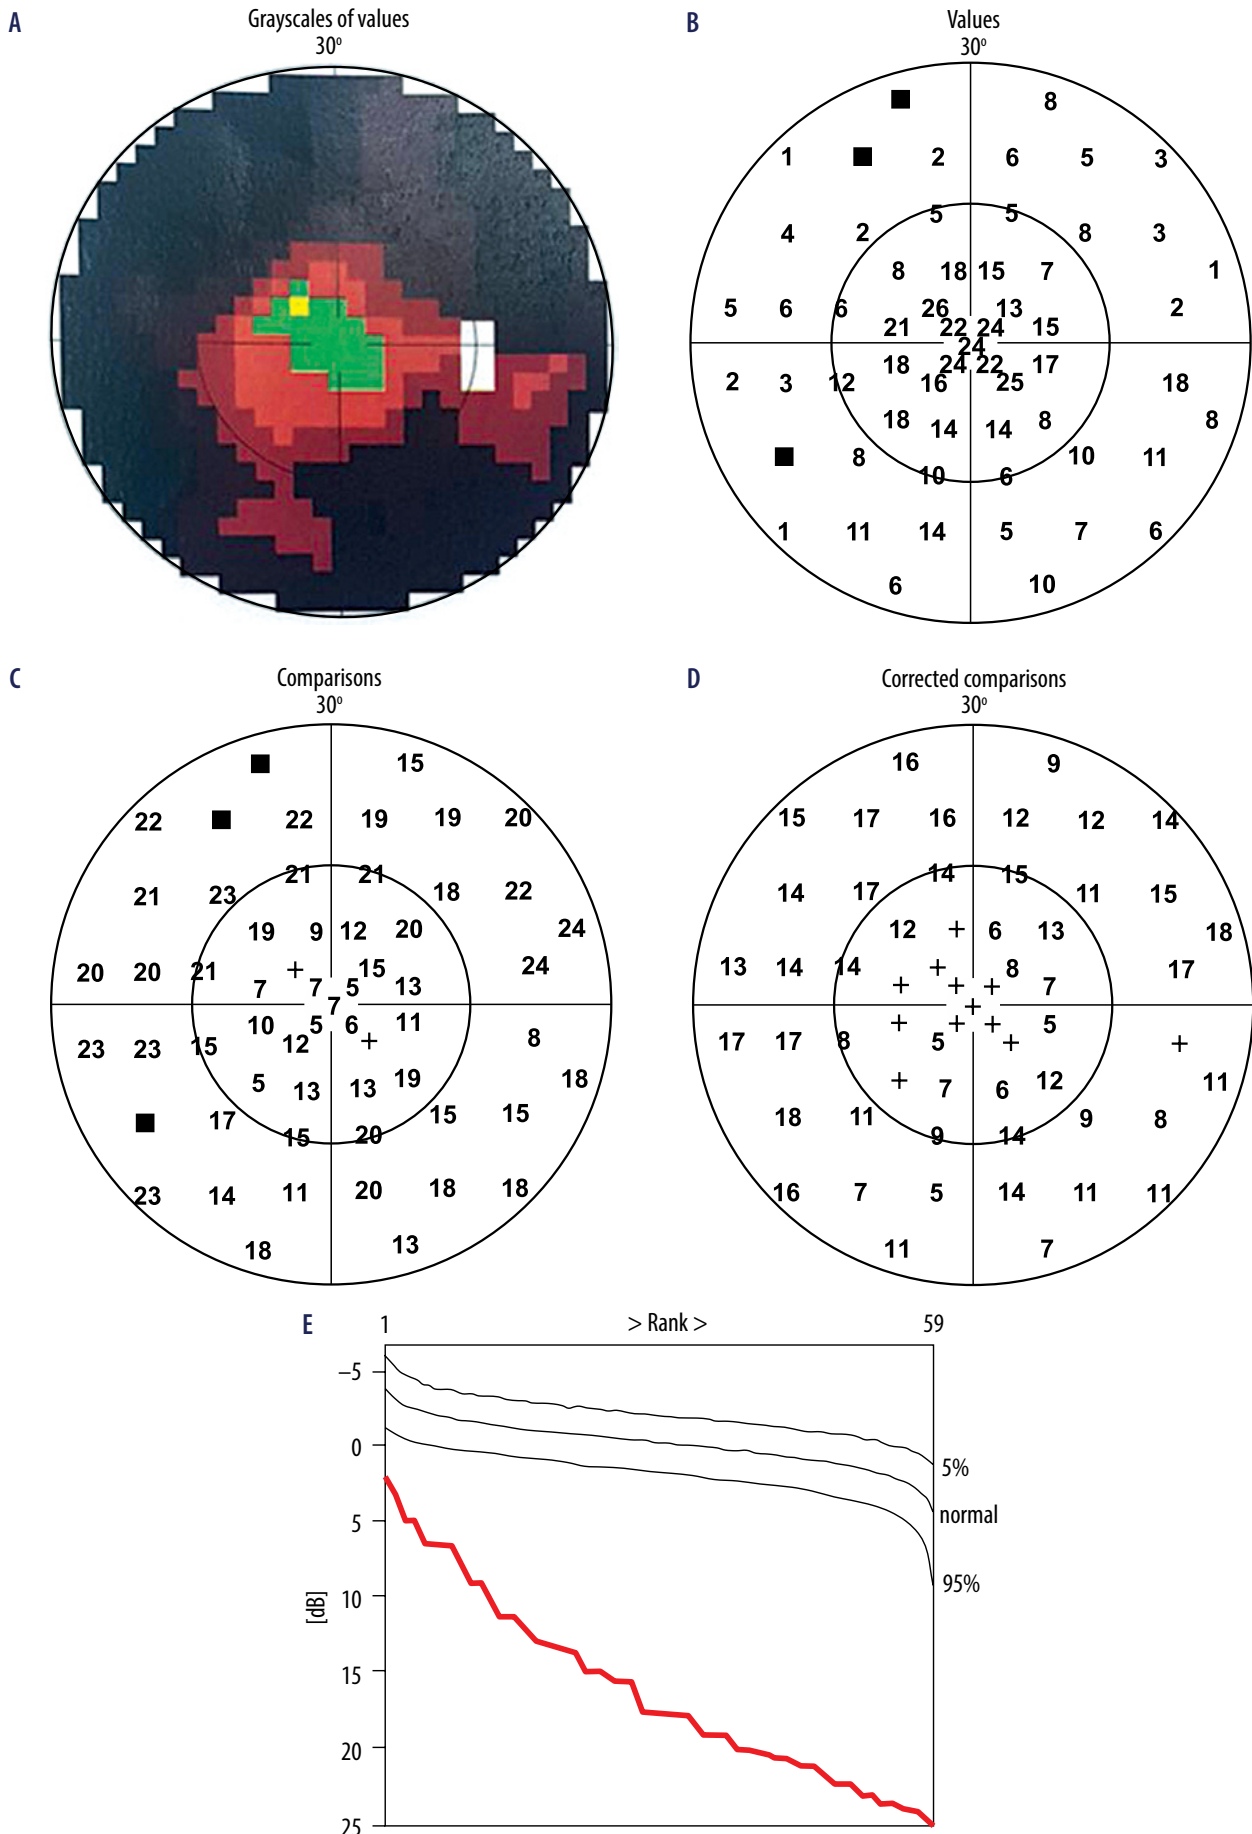 A
Grayscales of values
30°
B
Values
30°
8
1 2 6 5 3
5 5
4 2 8 3
8 18 15 7 1
5 6 6 26 13 2
21 22 24 15
24
18 24 22 17
2 3 12 16 25 18
18 14 14 8 8
8 10 11
10 6
1 11 14 5 7 6
6 10
C
Comparisons
30°
15
22 22 19 19 20
21 21
21 23 18 22
19 9 12 20 24
20 20 21 + 15 24
7 7 5 13
7
10 5 6 11
23 23 15 12 + 8
5 13 13 19 18
17 15 15
15 20
23 14 11 20 18 18
18 13
D
Corrected comparisons
30°
16 9
15 17 16 12 12 14
14 15
14 17 11 15
12 + 6 13 18
13 14 14 + 8 17
+ + + 7
+
+ + + 5
17 17 8 5 + +
+ 7 6 12 11
18 11 9 8
9 14
16 7 5 14 11 11
11 7
E
1 > Rank > 59
–5
0
5
10
15
20
25
[dB]
5%
normal
95%